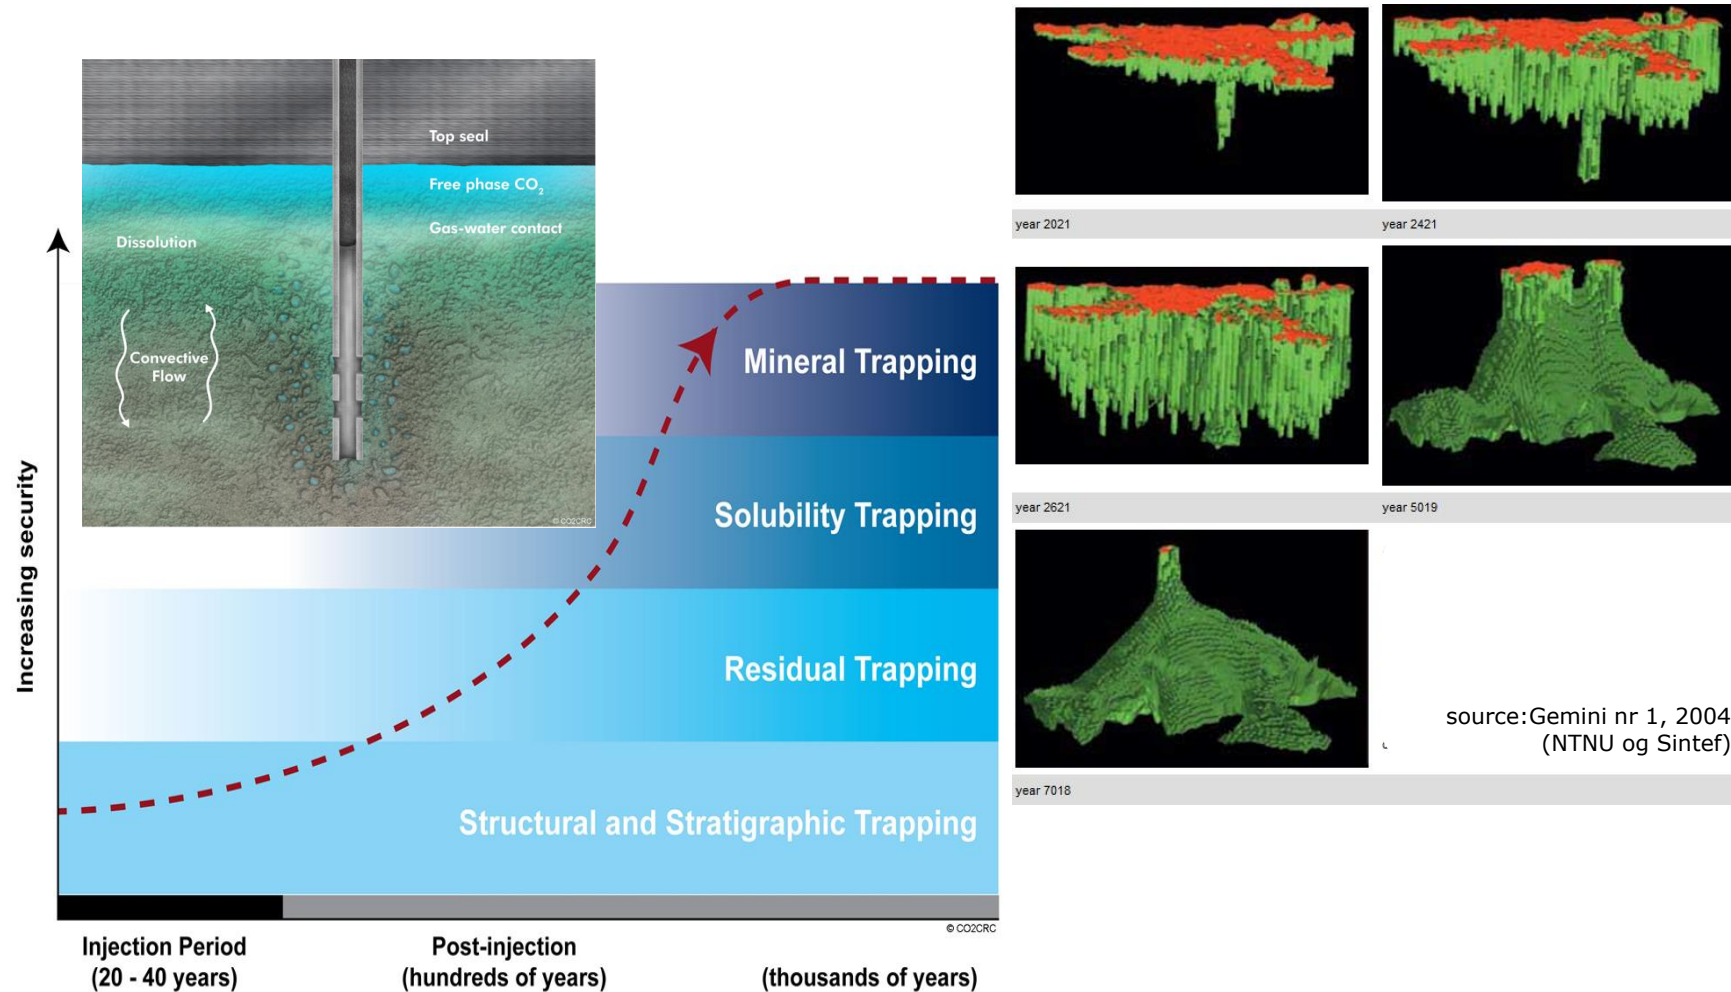 Top seal
Free phase CO₂
Gas-water contact
Dissolution
Convective
Flow
© CO2CRC
Increasing security
Mineral Trapping
Solubility Trapping
Residual Trapping
Structural and Stratigraphic Trapping
© CO2CRC
Injection Period
(20 - 40 years)
Post-injection
(hundreds of years)
(thousands of years)
year 2021
year 2421
year 2621
year 5019
year 7018
source:Gemini nr 1, 2004
(NTNU og Sintef)